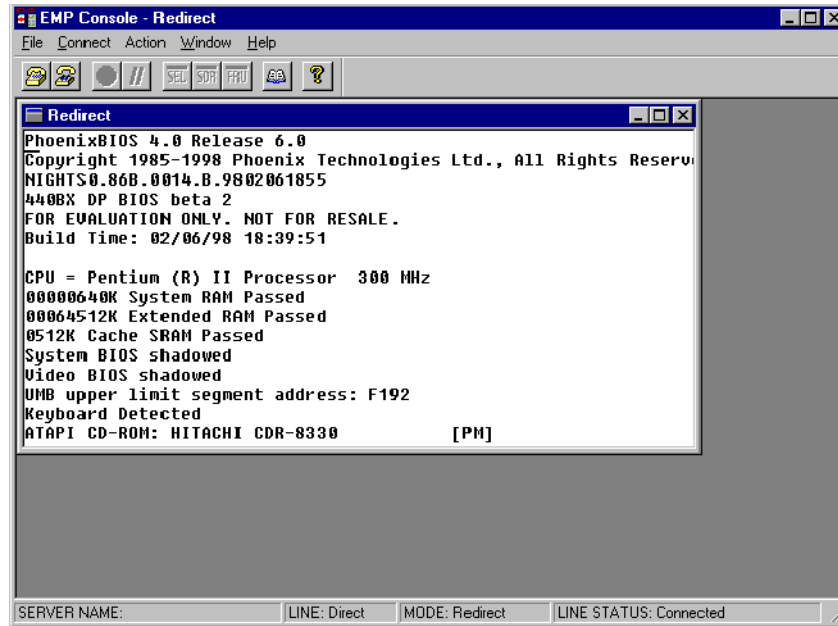 EMP Console - Redirect
File Connect Action Window Help
SEL SDR FRU
Redirect
PhoenixBIOS 4.0 Release 6.0
Copyright 1985-1998 Phoenix Technologies Ltd., All Rights Reserv
NIGHTS0.86B.0014.B.9802061855
440BX DP BIOS beta 2
FOR EVALUATION ONLY. NOT FOR RESALE.
Build Time: 02/06/98 18:39:51
CPU = Pentium (R) II Processor 300 MHz
00000640K System RAM Passed
00064512K Extended RAM Passed
0512K Cache SRAM Passed
System BIOS shadowed
Video BIOS shadowed
UMB upper limit segment address: F192
Keyboard Detected
ATAPI CD-ROM: HITACHI CDR-8330 [PM]
SERVER NAME: LINE: Direct MODE: Redirect LINE STATUS: Connected